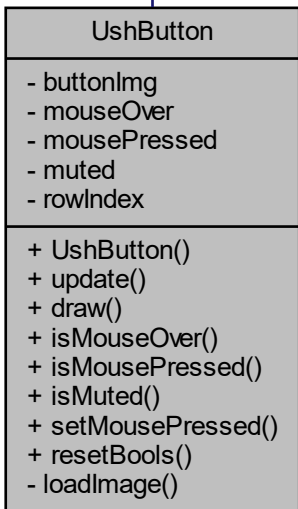 UshButton
- buttonImg
- mouseOver
- mousePressed
- muted
- rowIndex
+ UshButton()
+ update()
+ draw()
+ isMouseOver()
+ isMousePressed()
+ isMuted()
+ setMousePressed()
+ resetBools()
- loadImage()